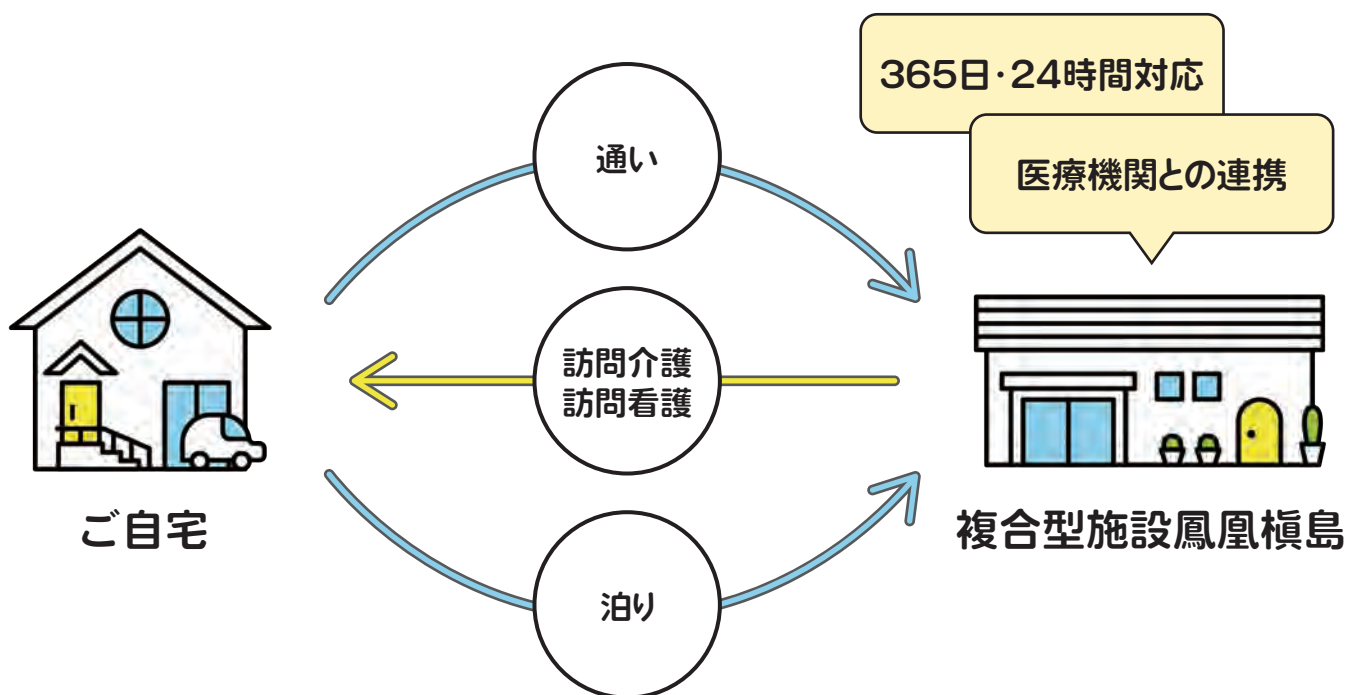 365日・24時間対応
医療機関との連携
通い
訪問介護
訪問看護
泊り
ご自宅
複合型施設鳳凰槇島